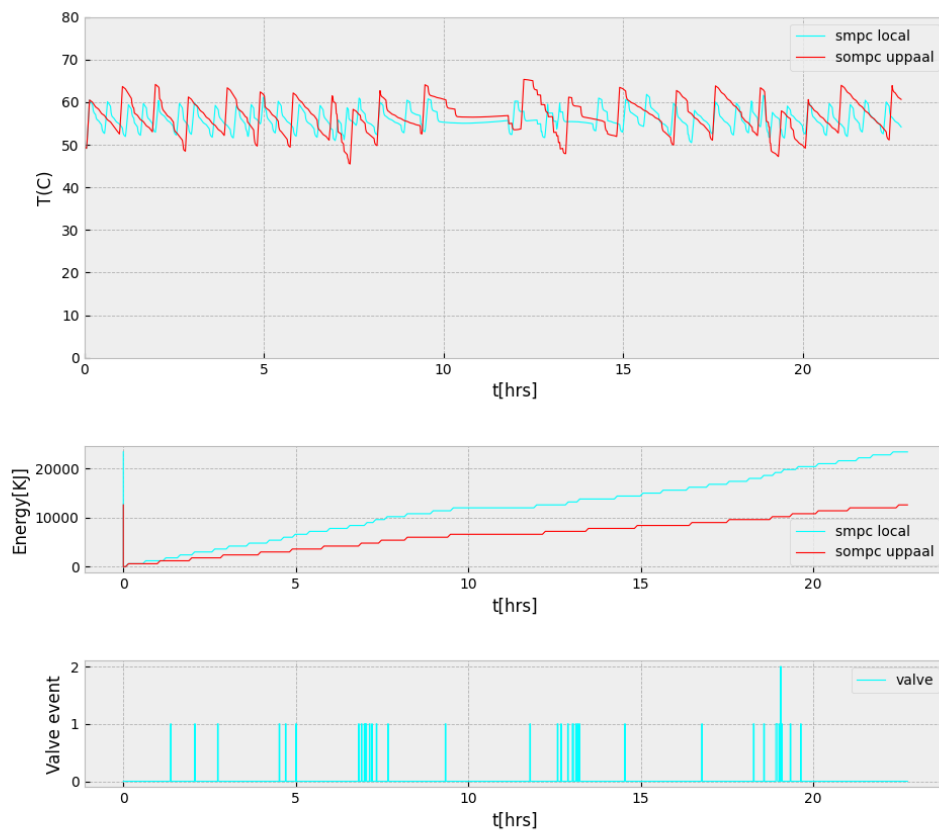 80
70
60
50
40
30
20
10
0
T(C)
smpc local
sompc uppaal
0 5 10 15 20
t[hrs]
20000
10000
0
Energy[KJ]
smpc local
sompc uppaal
0 5 10 15 20
t[hrs]
2
1
0
Valve event
valve
0 5 10 15 20
t[hrs]